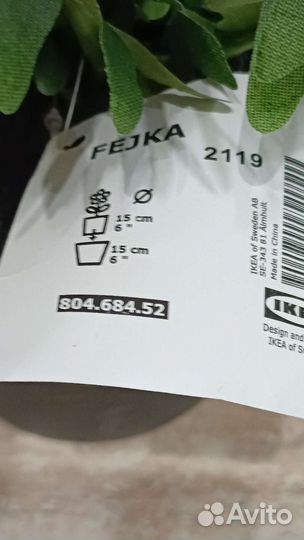 FEJKA
2119
Ø
15 cm
6 "
15 cm
6 "
804.684.52
IKEA of Sweden AB
SE-343 81 Älmhult
Made in China
IKE
Design and
IKEA of S
Avito